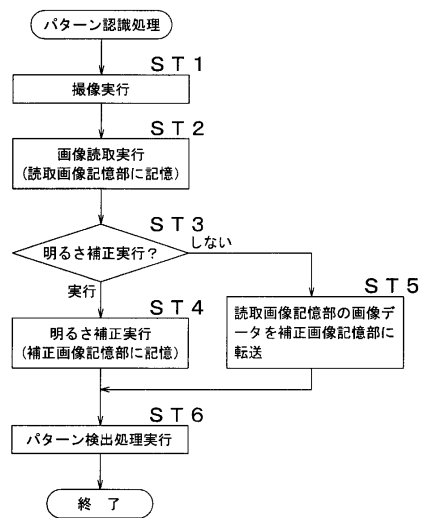 パターン認識処理
ST1
撮像実行
ST2
画像読取実行
(読取画像記憶部に記憶)
ST3
明るさ補正実行?
しない
実行
ST4
明るさ補正実行
(補正画像記憶部に記憶)
ST5
読取画像記憶部の画像デ
ータを補正画像記憶部に
転送
ST6
パターン検出処理実行
終 了